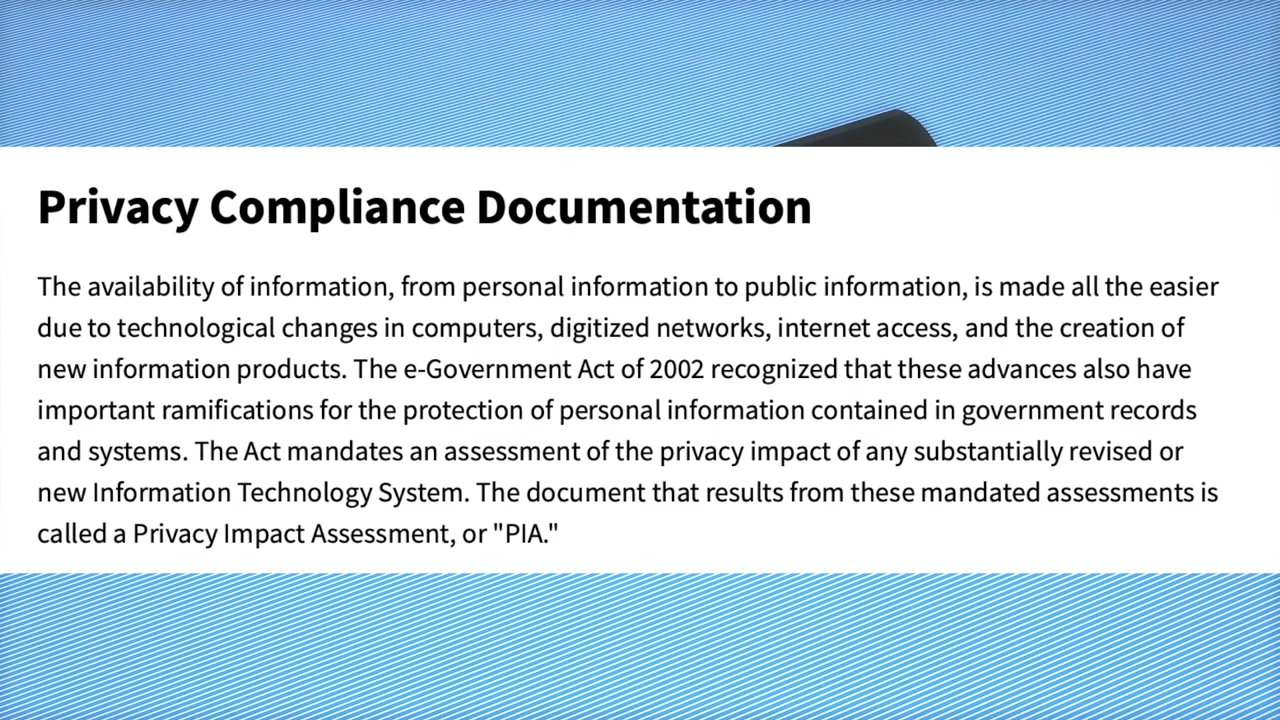 Privacy Compliance Documentation
The availability of information, from personal information to public information, is made all the easier
due to technological changes in computers, digitized networks, internet access, and the creation of
new information products. The e-Government Act of 2002 recognized that these advances also have
important ramifications for the protection of personal information contained in government records
and systems. The Act mandates an assessment of the privacy impact of any substantially revised or
new Information Technology System. The document that results from these mandated assessments is
called a Privacy Impact Assessment, or "PIA."